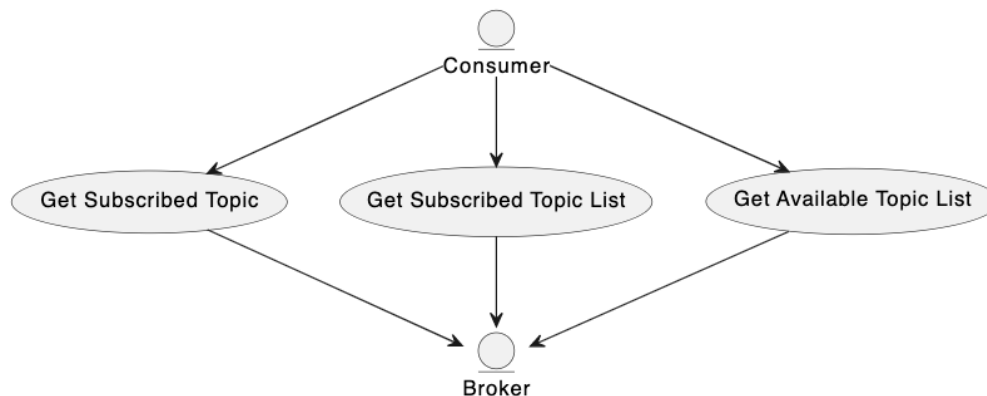 Consumer
Get Subscribed Topic
Get Subscribed Topic List
Get Available Topic List
Broker